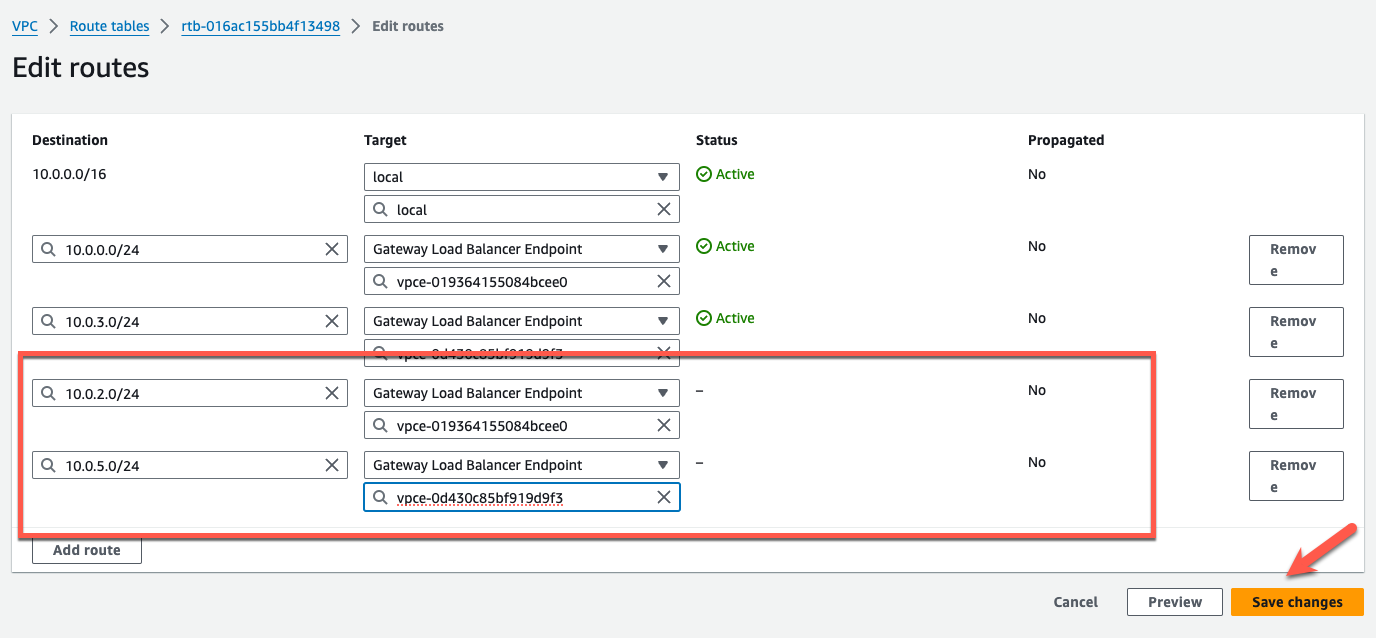 VPC > Route tables > rtb-016ac155bb4f13498 > Edit routes
Edit routes
Destination Target Status Propagated
10.0.0.0/16 local Active No
local
10.0.0.0/24 Gateway Load Balancer Endpoint Active No Remov
e
vpce-019364155084bcee0
10.0.3.0/24 Gateway Load Balancer Endpoint Active No Remov
e
vpce-0d430c85bf919d9f3
10.0.2.0/24 Gateway Load Balancer Endpoint – No Remov
e
vpce-019364155084bcee0
10.0.5.0/24 Gateway Load Balancer Endpoint – No Remov
e
vpce-0d430c85bf919d9f3
Add route
Cancel Preview Save changes